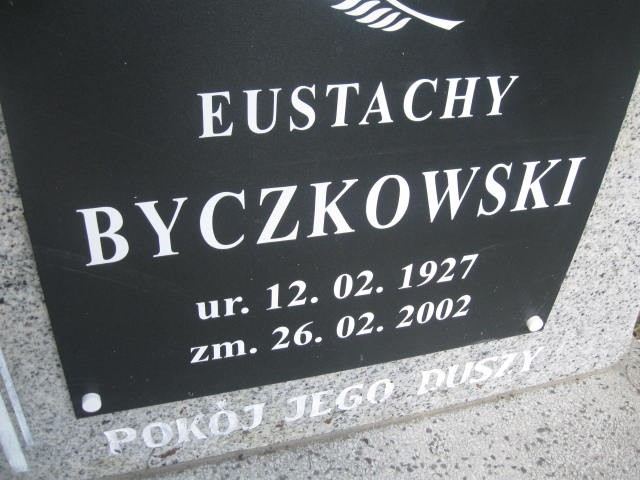 EUSTACHY
BYCZKOWSKI
ur. 12. 02. 1927
zm. 26. 02. 2002
POKÓJ JEGO DUSZY